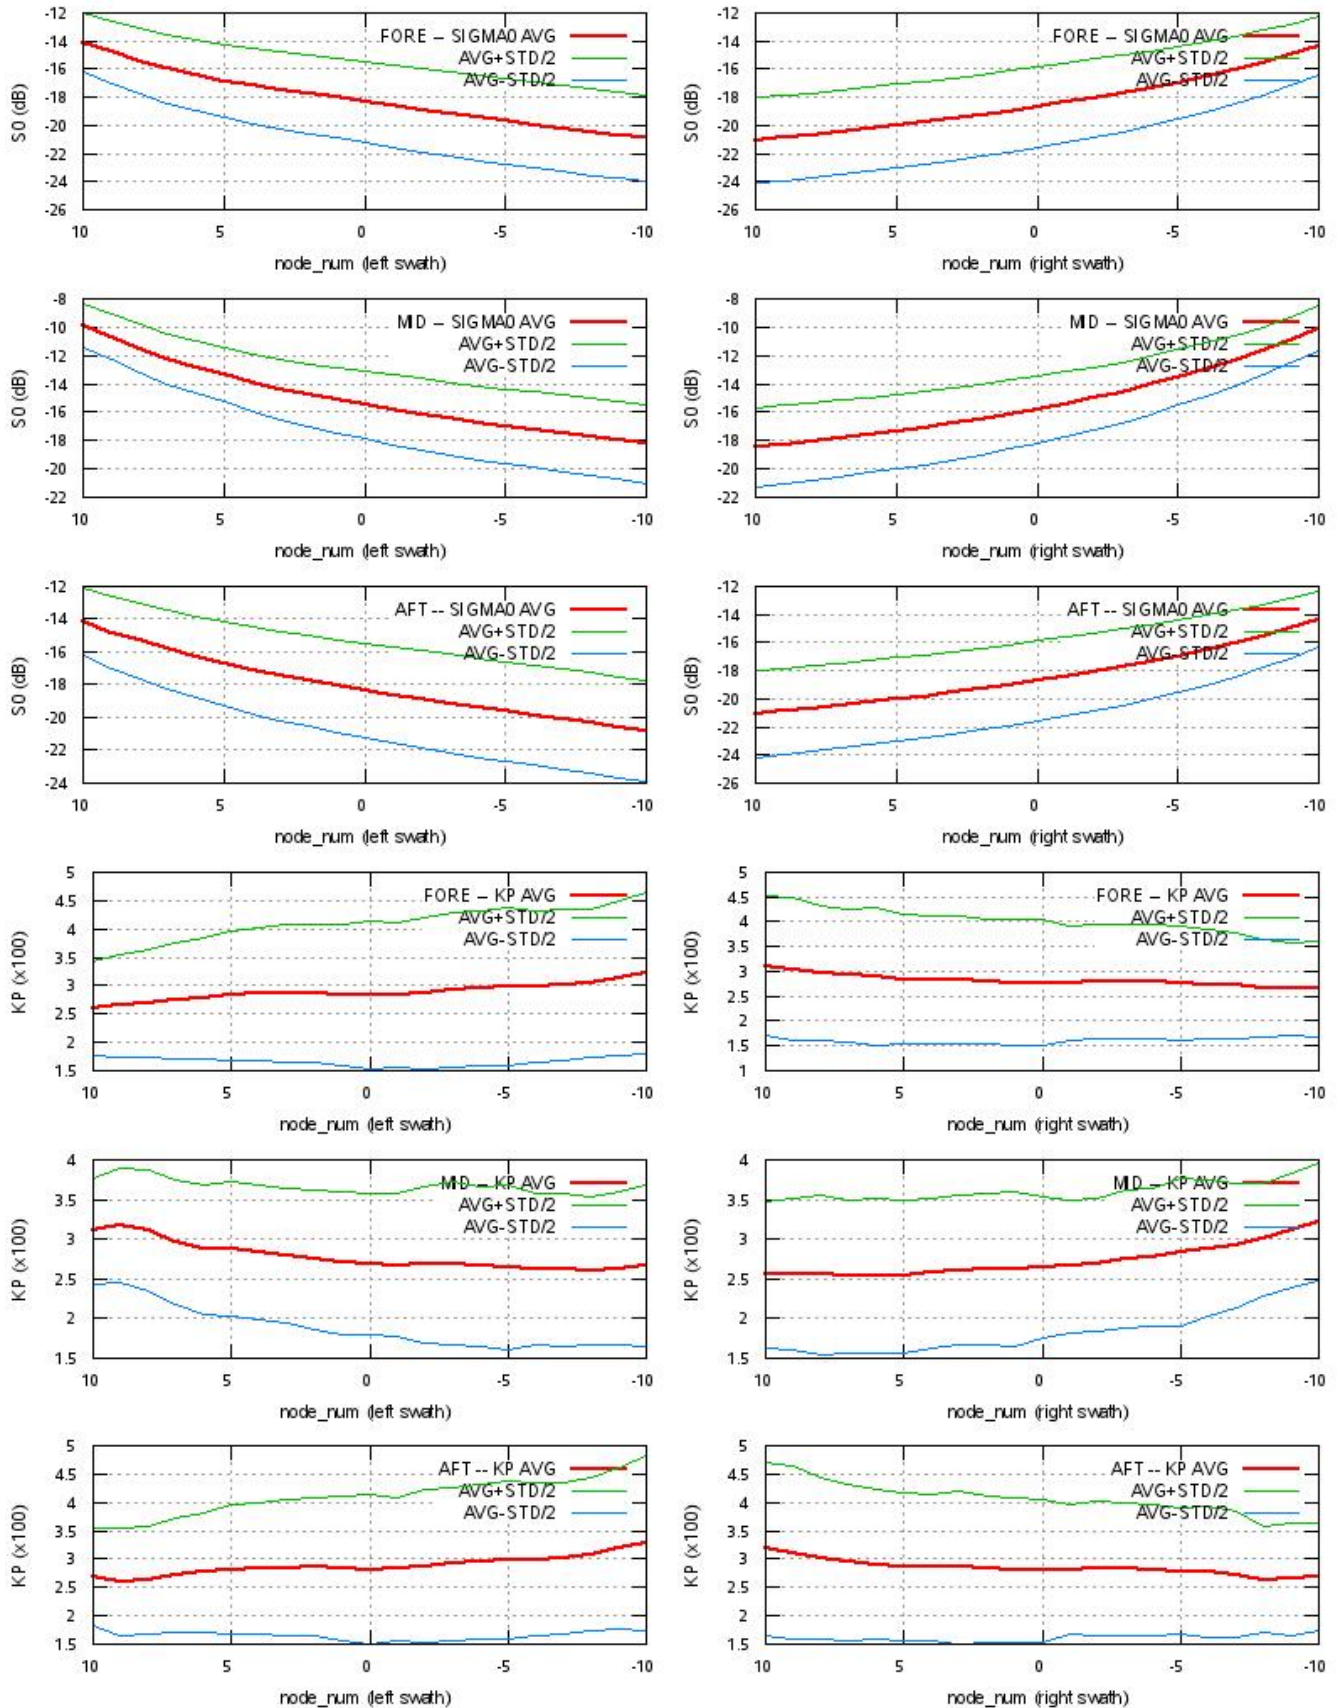 FORE -- SIGMA0 AVG
AVG+STD/2
AVG-STD/2
S0 (dB)
-12
-14
-16
-18
-20
-22
-24
-26
10 5 0 -5 -10
node_num (left swath)
FORE -- SIGMA0 AVG
AVG+STD/2
AVG-STD/2
S0 (dB)
-12
-14
-16
-18
-20
-22
-24
-26
10 5 0 -5 -10
node_num (right swath)
MID -- SIGMA0 AVG
AVG+STD/2
AVG-STD/2
S0 (dB)
-8
-10
-12
-14
-16
-18
-20
-22
10 5 0 -5 -10
node_num (left swath)
MID -- SIGMA0 AVG
AVG+STD/2
AVG-STD/2
S0 (dB)
-8
-10
-12
-14
-16
-18
-20
-22
10 5 0 -5 -10
node_num (right swath)
AFT -- SIGMA0 AVG
AVG+STD/2
AVG-STD/2
S0 (dB)
-12
-14
-16
-18
-20
-22
-24
10 5 0 -5 -10
node_num (left swath)
AFT -- SIGMA0 AVG
AVG+STD/2
AVG-STD/2
S0 (dB)
-12
-14
-16
-18
-20
-22
-24
-26
10 5 0 -5 -10
node_num (right swath)
FORE -- KP AVG
AVG+STD/2
AVG-STD/2
KP (x100)
5
4.5
4
3.5
3
2.5
2
1.5
10 5 0 -5 -10
node_num (left swath)
FORE -- KP AVG
AVG+STD/2
AVG-STD/2
KP (x100)
5
4.5
4
3.5
3
2.5
2
1.5
1
10 5 0 -5 -10
node_num (right swath)
MID -- KP AVG
AVG+STD/2
AVG-STD/2
KP (x100)
4
3.5
3
2.5
2
1.5
10 5 0 -5 -10
node_num (left swath)
MID -- KP AVG
AVG+STD/2
AVG-STD/2
KP (x100)
4
3.5
3
2.5
2
1.5
10 5 0 -5 -10
node_num (right swath)
AFT -- KP AVG
AVG+STD/2
AVG-STD/2
KP (x100)
5
4.5
4
3.5
3
2.5
2
1.5
10 5 0 -5 -10
node_num (left swath)
AFT -- KP AVG
AVG+STD/2
AVG-STD/2
KP (x100)
5
4.5
4
3.5
3
2.5
2
1.5
10 5 0 -5 -10
node_num (right swath)